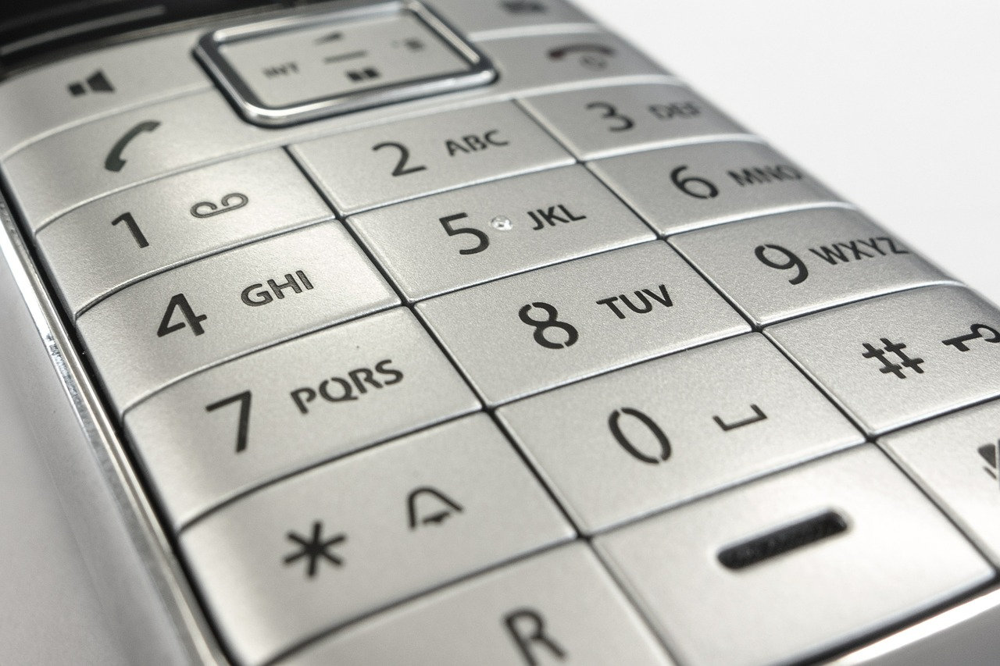 INT
1
2 ABC
3 DEF
4 GHI
5 JKL
6 MNO
7 PQRS
8 TUV
9 WXYZ
*
0
#
R